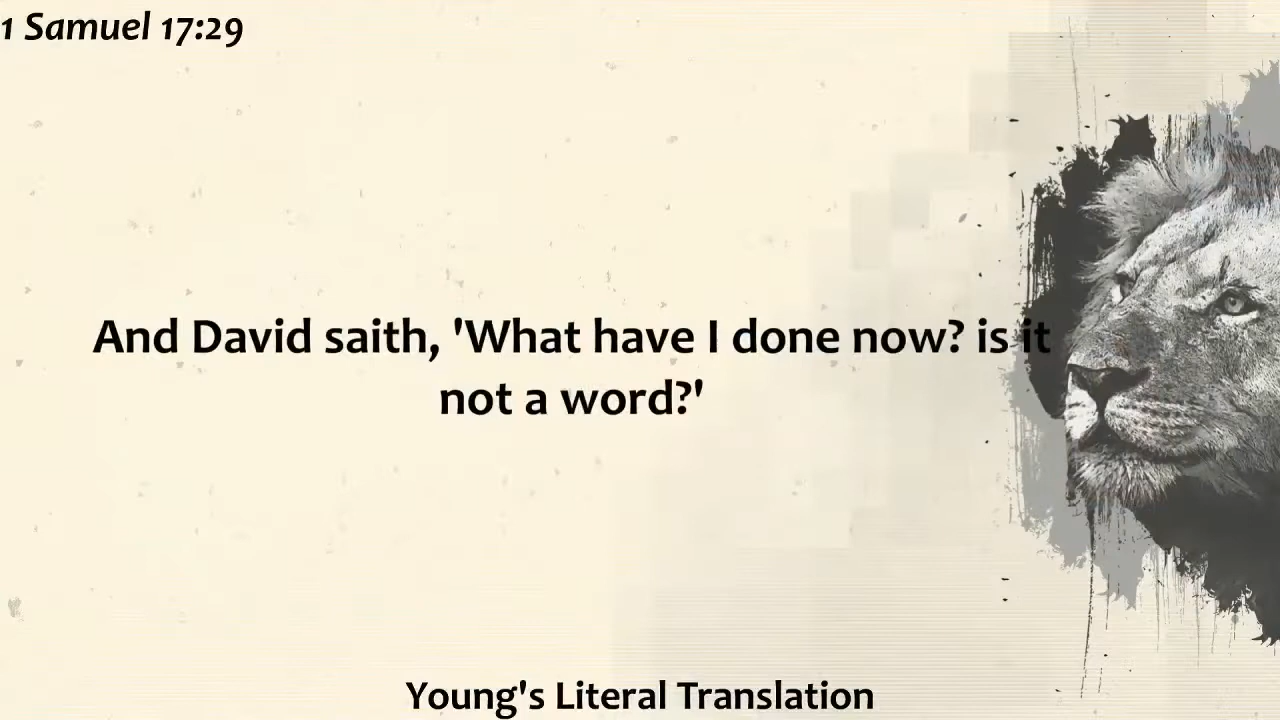 1 Samuel 17:29
And David saith, 'What have I done now? is it
not a word?'
Young's Literal Translation